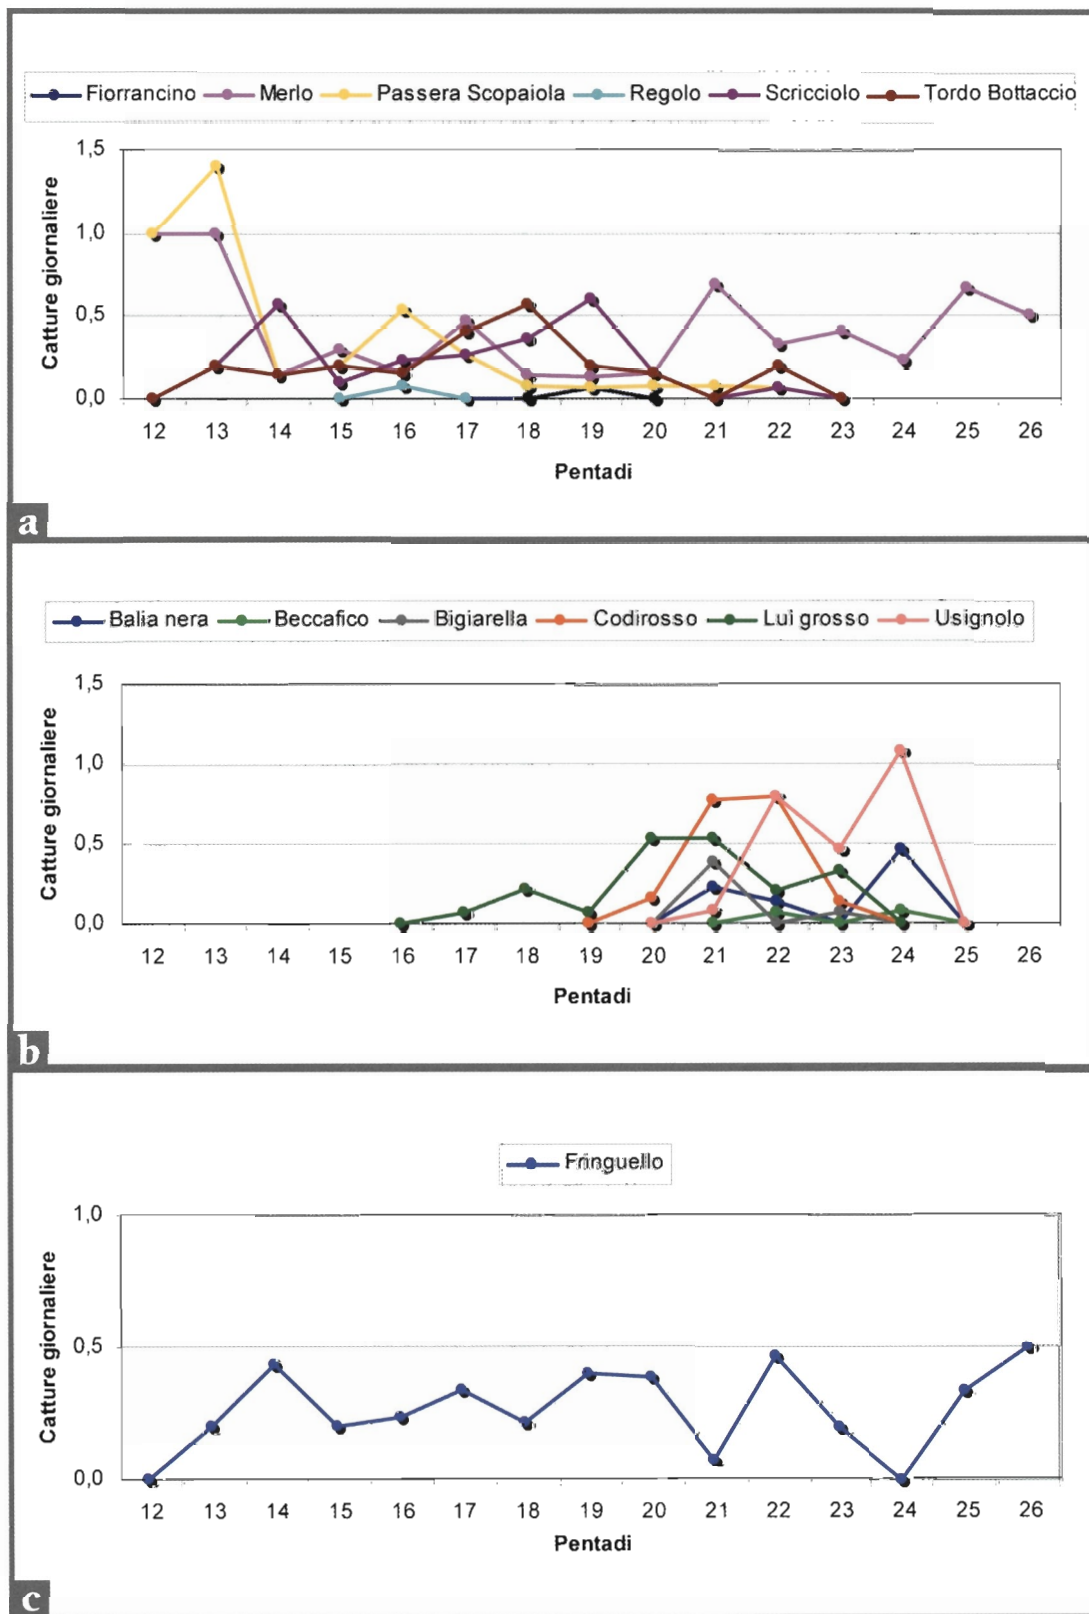 Fiorrancino Merlo Passera Scopaiola Regolo Scricciolo Tordo Bottaccio
1,5
1,0
0,5
0,0
Catture giornaliere
12 13 14 15 16 17 18 19 20 21 22 23 24 25 26
Pentadi
a
Balia nera Beccafico Bigiarella Codirosso Lui grosso Usignolo
1,5
1,0
0,5
0,0
Catture giornaliere
12 13 14 15 16 17 18 19 20 21 22 23 24 25 26
Pentadi
b
Fringuello
1,0
0,5
0,0
Catture giornaliere
12 13 14 15 16 17 18 19 20 21 22 23 24 25 26
Pentadi
c